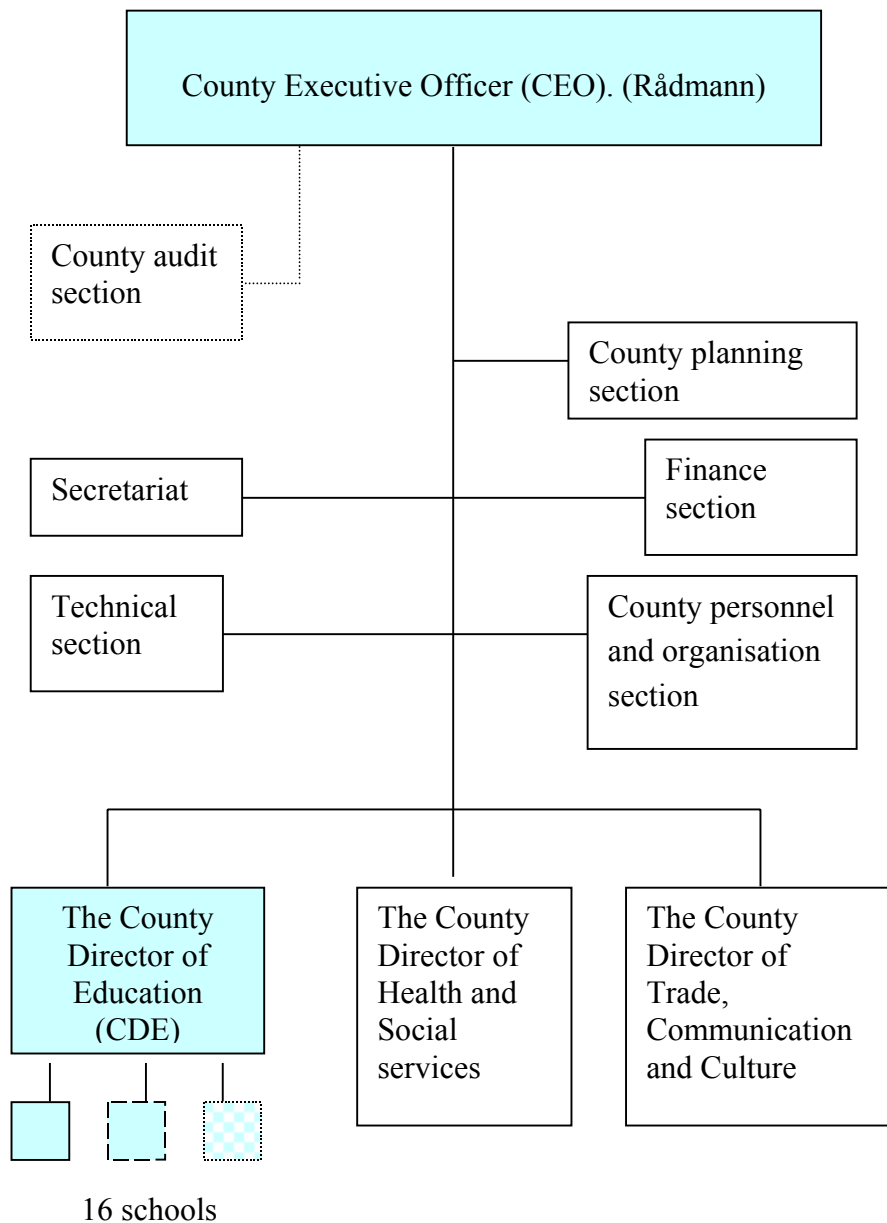 County Executive Officer (CEO). (Rådmann)
County audit
section
County planning
section
Secretariat
Finance
section
Technical
section
County personnel
and organisation
section
The County
Director of
Education
(CDE)
The County
Director of
Health and
Social
services
The County
Director of
Trade,
Communication
and Culture
16 schools